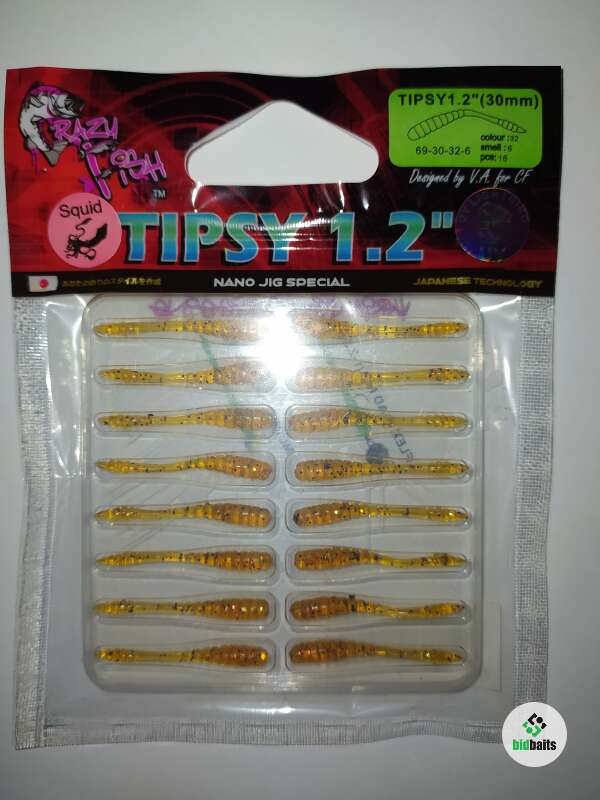 CRAZY
FISH
TM
TIPSY1.2"(30mm)
colour: 32
smell: 6
pcs: 16
69-30-32-6
Designed by V.A. for CF
Squid
TIPSY 1.2"
NANO JIG SPECIAL
JAPANESE TECHNOLOGY
bidbaits